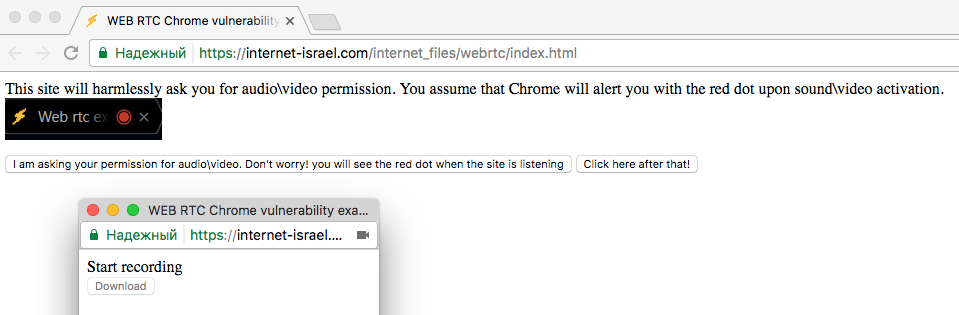 WEB RTC Chrome vulnerability
Надежный https://internet-israel.com/internet_files/webrtc/index.html
This site will harmlessly ask you for audio\video permission. You assume that Chrome will alert you with the red dot upon sound\video activation.
Web rtc ex
I am asking your permission for audio\video. Don't worry! you will see the red dot when the site is listening Click here after that!
WEB RTC Chrome vulnerability exa...
Надежный https://internet-israel....
Start recording
Download